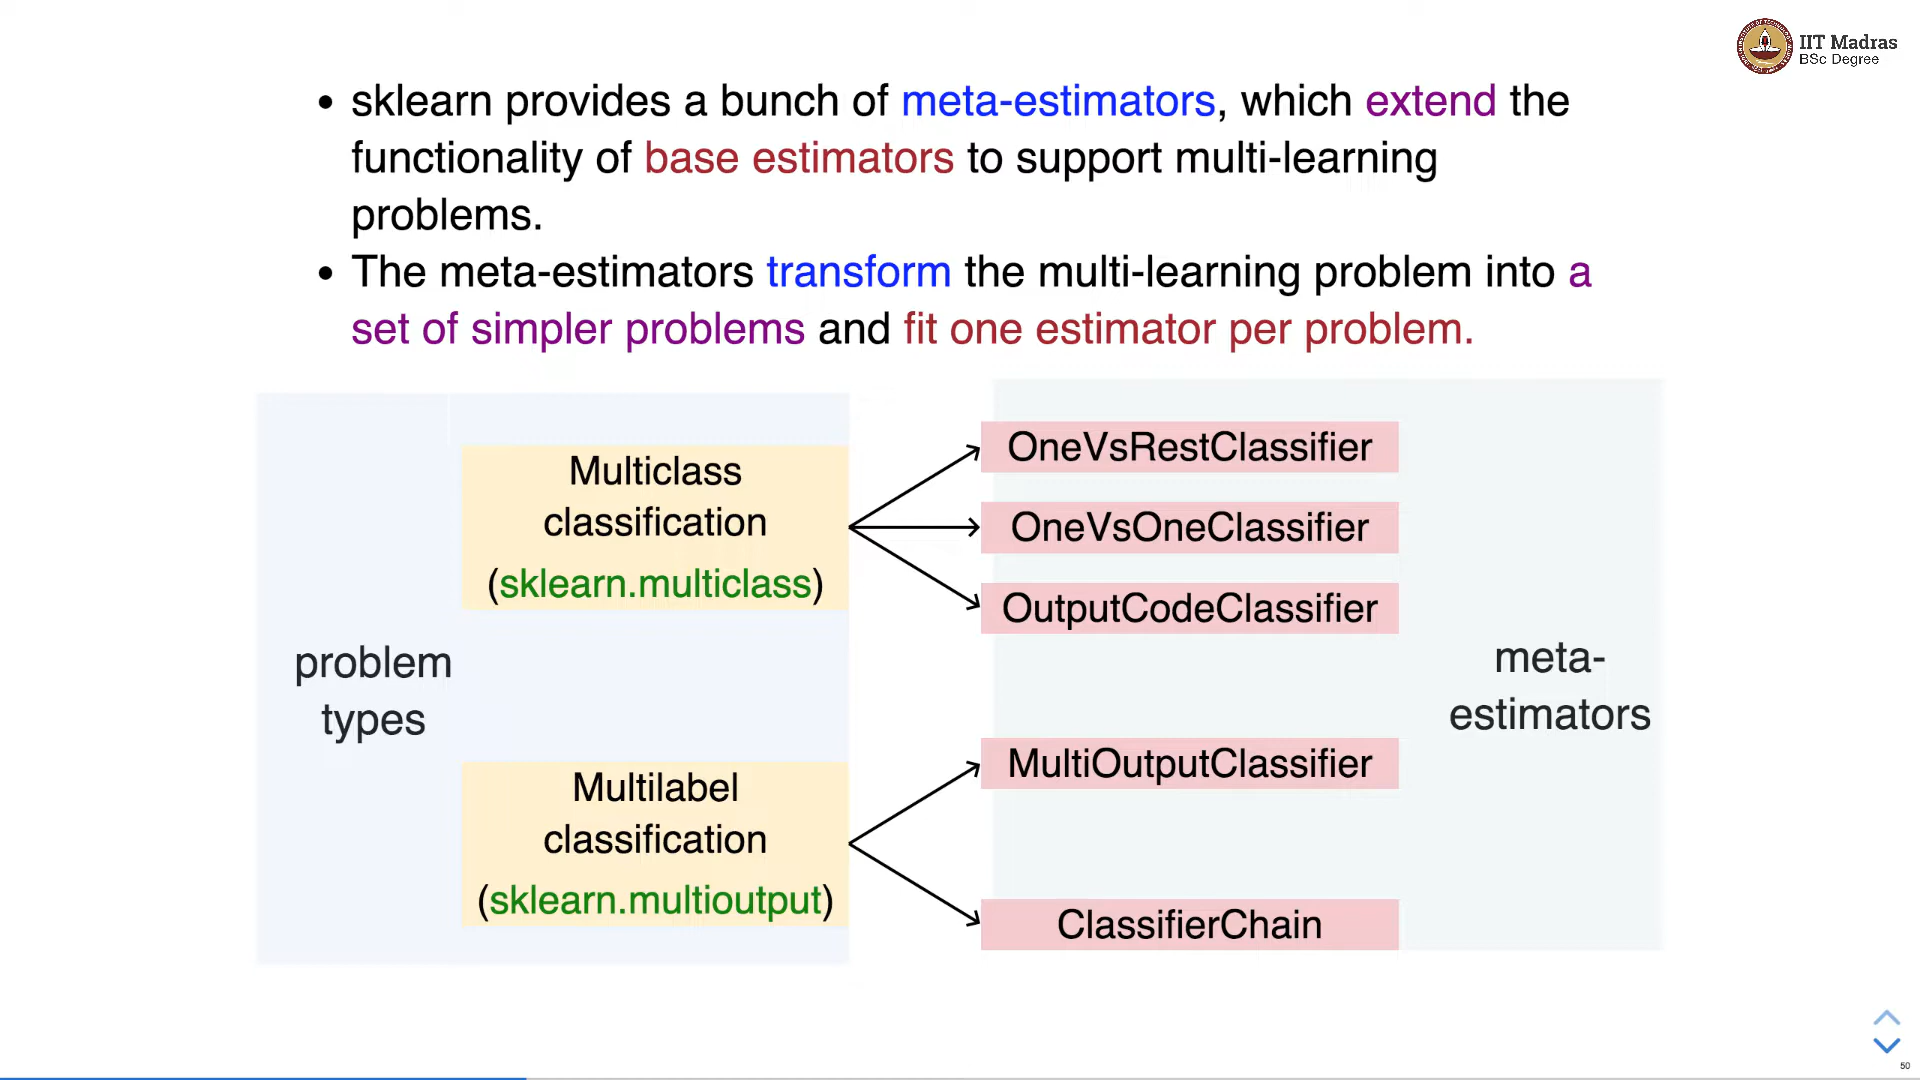 IIT Madras
BSc Degree
• sklearn provides a bunch of meta-estimators, which extend the
functionality of base estimators to support multi-learning
problems.
• The meta-estimators transform the multi-learning problem into a
set of simpler problems and fit one estimator per problem.
problem
types
Multiclass
classification
(sklearn.multiclass)
OneVsRestClassifier
OneVsOneClassifier
OutputCodeClassifier
Multilabel
classification
(sklearn.multioutput)
MultiOutputClassifier
ClassifierChain
meta-
estimators
50